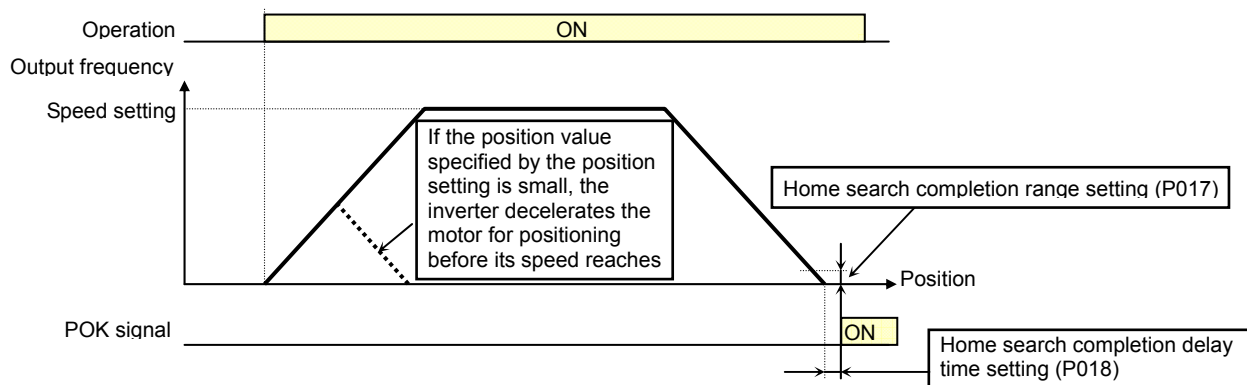 Operation
ON
Output frequency
Speed setting
If the position value
specified by the position
setting is small, the
inverter decelerates the
motor for positioning
before its speed reaches
Home search completion range setting (P017)
Position
POK signal
ON
Home search completion delay
time setting (P018)